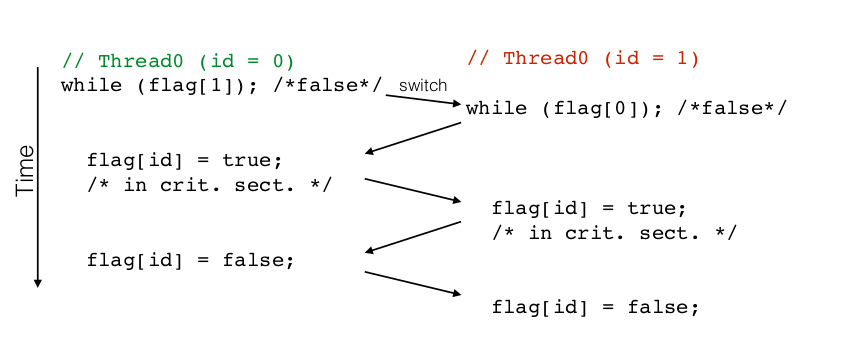 // Thread0 (id = 0)
while (flag[1]); /*false*/
switch
flag[id] = true;
/* in crit. sect. */
flag[id] = false;
Time
// Thread0 (id = 1)
while (flag[0]); /*false*/
flag[id] = true;
/* in crit. sect. */
flag[id] = false;